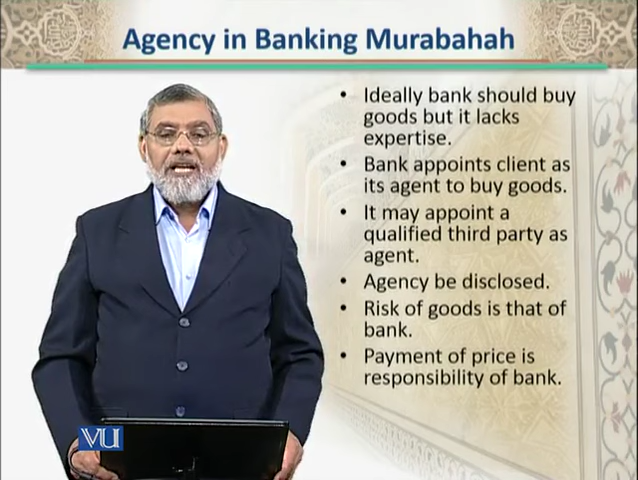 Agency in Banking Murabahah
• Ideally bank should buy
goods but it lacks
expertise.
• Bank appoints client as
its agent to buy goods.
• It may appoint a
qualified third party as
agent.
• Agency be disclosed.
• Risk of goods is that of
bank.
• Payment of price is
responsibility of bank.
VU